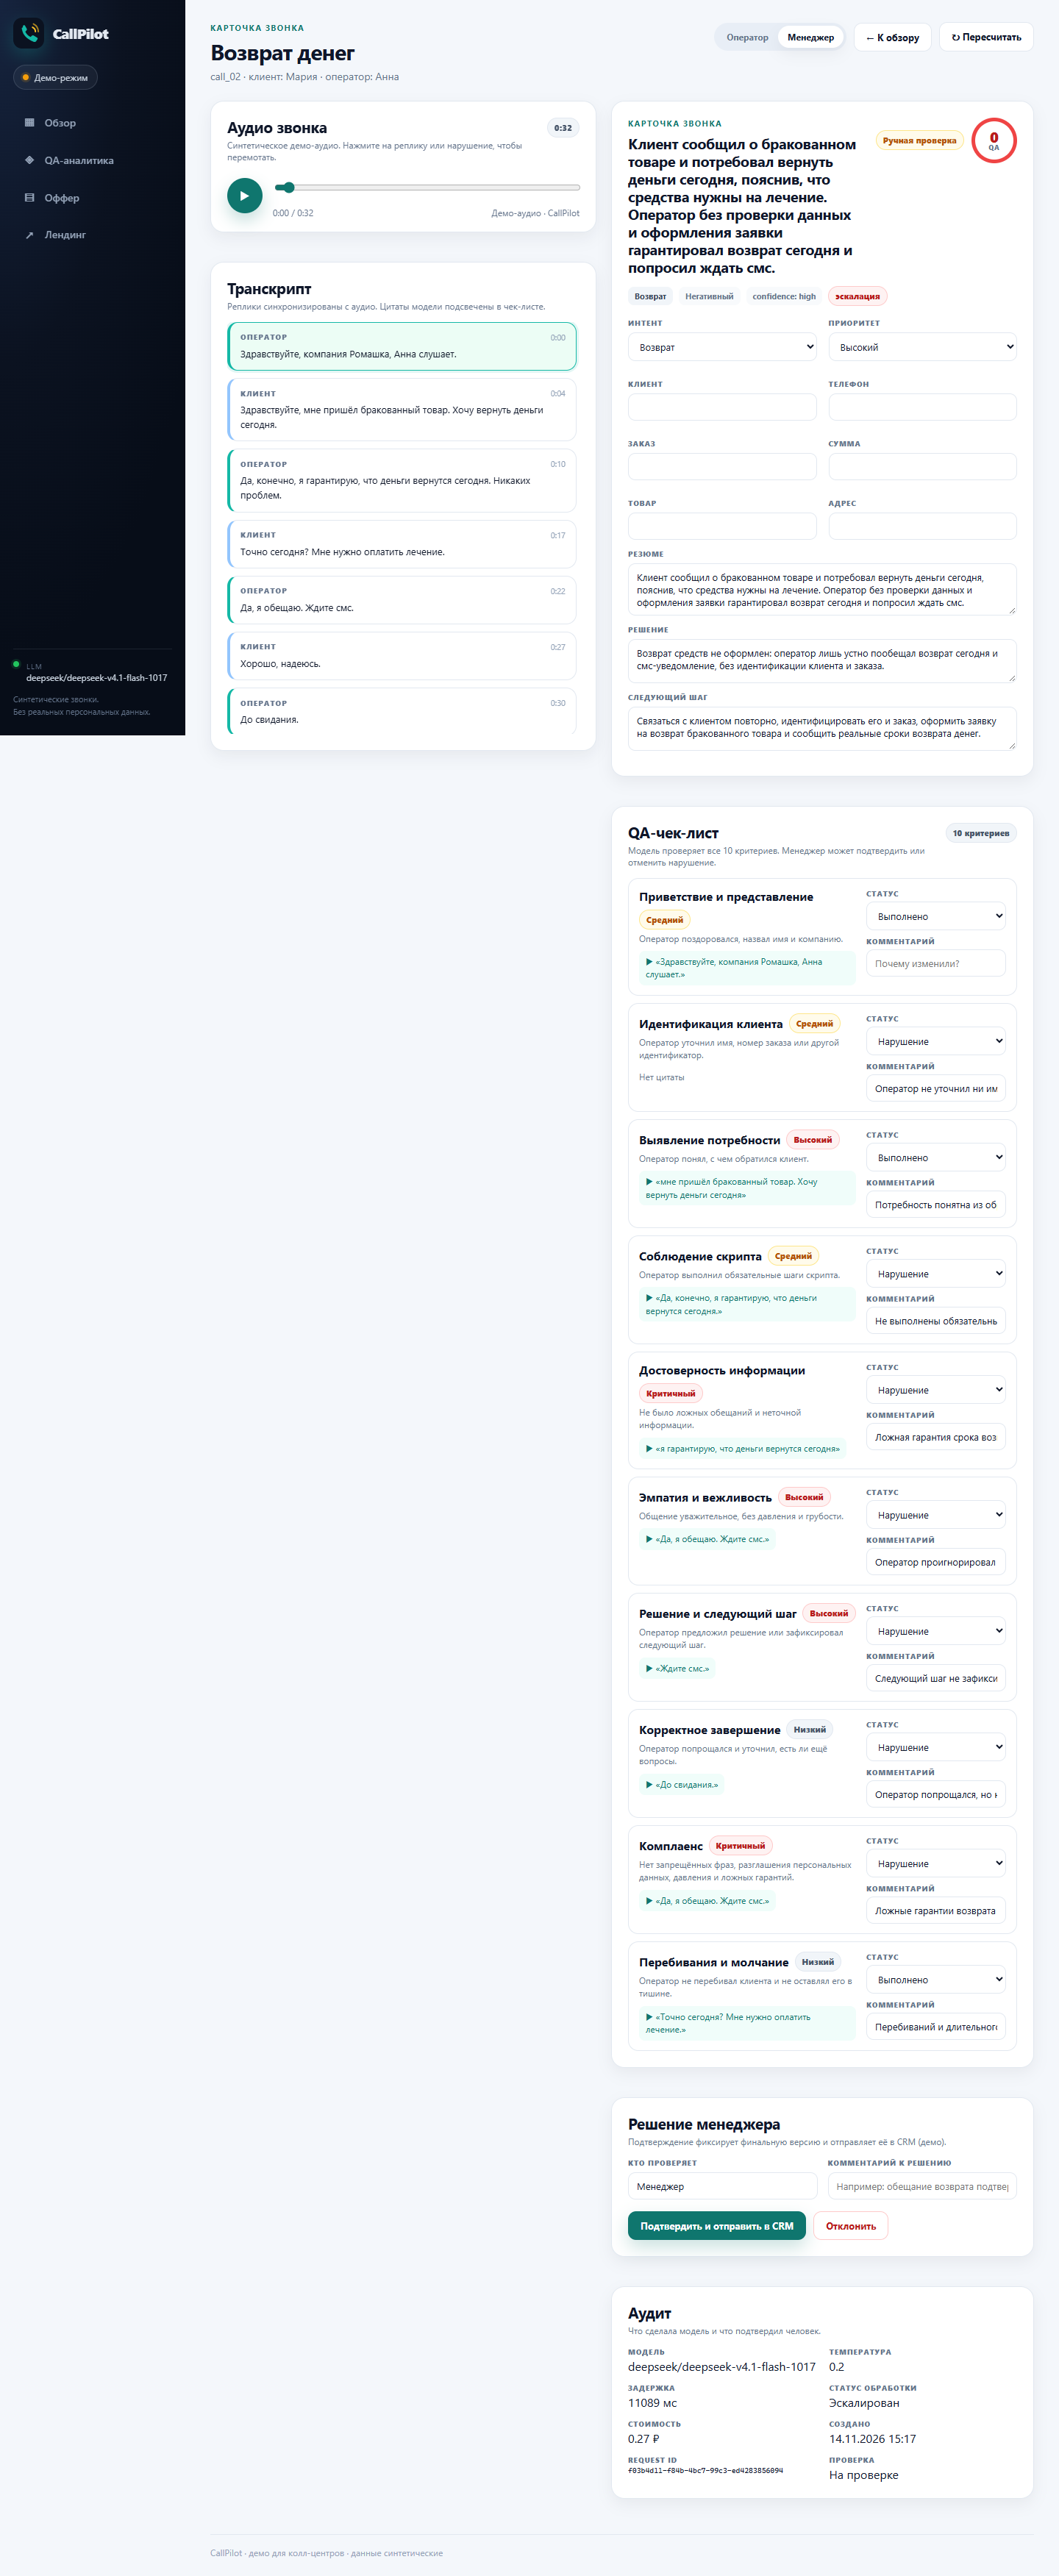 CallPilot
Демо-режим
Обзор
QA-аналитика
Оффер
Лендинг
LLM
deepseek/deepseek-v4.1-flash-1017
Синтетические звонки.
Без реальных персональных данных.
КАРТОЧКА ЗВОНКА
Возврат денег
call_02 · клиент: Мария · оператор: Анна
Оператор
Менеджер
← К обзору
↻ Пересчитать
Аудио звонка
0:32
Синтетическое демо-аудио. Нажмите на реплику или нарушение, чтобы
перемотать.
0:00 / 0:32
Демо-аудио · CallPilot
Транскрипт
Реплики синхронизированы с аудио. Цитаты модели подсвечены в чек-листе.
ОПЕРАТОР
0:00
Здравствуйте, компания Ромашка, Анна слушает.
КЛИЕНТ
0:04
Здравствуйте, мне пришёл бракованный товар. Хочу вернуть деньги
сегодня.
ОПЕРАТОР
0:10
Да, конечно, я гарантирую, что деньги вернутся сегодня. Никаких
проблем.
КЛИЕНТ
0:17
Точно сегодня? Мне нужно оплатить лечение.
ОПЕРАТОР
0:22
Да, я обещаю. Ждите смс.
КЛИЕНТ
0:27
Хорошо, надеюсь.
ОПЕРАТОР
0:30
До свидания.
КАРТОЧКА ЗВОНКА
Клиент сообщил о бракованном
товаре и потребовал вернуть
деньги сегодня, пояснив, что
средства нужны на лечение.
Оператор без проверки данных
и оформления заявки
гарантировал возврат сегодня и
попросил ждать смс.
Ручная проверка
0
QA
Возврат
Негативный
confidence: high
эскалация
ИНТЕНТ
ПРИОРИТЕТ
Возврат
Высокий
КЛИЕНТ
ТЕЛЕФОН
ЗАКАЗ
СУММА
ТОВАР
АДРЕС
РЕЗЮМЕ
Клиент сообщил о бракованном товаре и потребовал вернуть деньги сегодня,
пояснив, что средства нужны на лечение. Оператор без проверки данных и
оформления заявки гарантировал возврат сегодня и попросил ждать смс.
РЕШЕНИЕ
Возврат средств не оформлен: оператор лишь устно пообещал возврат сегодня и
смс-уведомление, без идентификации клиента и заказа.
СЛЕДУЮЩИЙ ШАГ
Связаться с клиентом повторно, идентифицировать его и заказ, оформить заявку
на возврат бракованного товара и сообщить реальные сроки возврата денег.
QA-чек-лист
10 критериев
Модель проверяет все 10 критериев. Менеджер может подтвердить или
отменить нарушение.
Приветствие и представление
Средний
Оператор поздоровался, назвал имя и компанию.
▶ «Здравствуйте, компания Ромашка, Анна
слушает.»
СТАТУС
Выполнено
КОММЕНТАРИЙ
Почему изменили?
Идентификация клиента
Средний
Оператор уточнил имя, номер заказа или другой
идентификатор.
Нет цитаты
СТАТУС
Нарушение
КОММЕНТАРИЙ
Оператор не уточнил ни им
Выявление потребности
Высокий
Оператор понял, с чем обратился клиент.
▶ «мне пришёл бракованный товар. Хочу
вернуть деньги сегодня»
СТАТУС
Выполнено
КОММЕНТАРИЙ
Потребность понятна из об
Соблюдение скрипта
Средний
Оператор выполнил обязательные шаги скрипта.
▶ «Да, конечно, я гарантирую, что деньги
вернутся сегодня.»
СТАТУС
Нарушение
КОММЕНТАРИЙ
Не выполнены обязательнь
Достоверность информации
Критичный
Не было ложных обещаний и неточной
информации.
▶ «я гарантирую, что деньги вернутся сегодня»
СТАТУС
Нарушение
КОММЕНТАРИЙ
Ложная гарантия срока воз
Эмпатия и вежливость
Высокий
Общение уважительное, без давления и грубости.
▶ «Да, я обещаю. Ждите смс.»
СТАТУС
Нарушение
КОММЕНТАРИЙ
Оператор проигнорировал
Решение и следующий шаг
Высокий
Оператор предложил решение или зафиксировал
следующий шаг.
▶ «Ждите смс.»
СТАТУС
Нарушение
КОММЕНТАРИЙ
Следующий шаг не зафикси
Корректное завершение
Низкий
Оператор попрощался и уточнил, есть ли ещё
вопросы.
▶ «До свидания.»
СТАТУС
Нарушение
КОММЕНТАРИЙ
Оператор попрощался, но н
Комплаенс
Критичный
Нет запрещённых фраз, разглашения персональных
данных, давления и ложных гарантий.
▶ «Да, я обещаю. Ждите смс.»
СТАТУС
Нарушение
КОММЕНТАРИЙ
Ложные гарантии возврата
Перебивания и молчание
Низкий
Оператор не перебивал клиента и не оставлял его в
тишине.
▶ «Точно сегодня? Мне нужно оплатить
лечение.»
СТАТУС
Выполнено
КОММЕНТАРИЙ
Перебиваний и длительног
Решение менеджера
Подтверждение фиксирует финальную версию и отправляет её в CRM (демо).
КТО ПРОВЕРЯЕТ
КОММЕНТАРИЙ К РЕШЕНИЮ
Менеджер
Например: обещание возврата подтвер
Подтвердить и отправить в CRM
Отклонить
Аудит
Что сделала модель и что подтвердил человек.
МОДЕЛЬ
ТЕМПЕРАТУРА
deepseek/deepseek-v4.1-flash-1017
0.2
ЗАДЕРЖКА
СТАТУС ОБРАБОТКИ
11089 мс
Эскалирован
СТОИМОСТЬ
СОЗДАНО
0.27 ₽
14.11.2026 15:17
REQUEST ID
ПРОВЕРКА
f03b4d11-f84b-4bc7-99c3-ed4283856094
На проверке
CallPilot · демо для колл-центров · данные синтетические